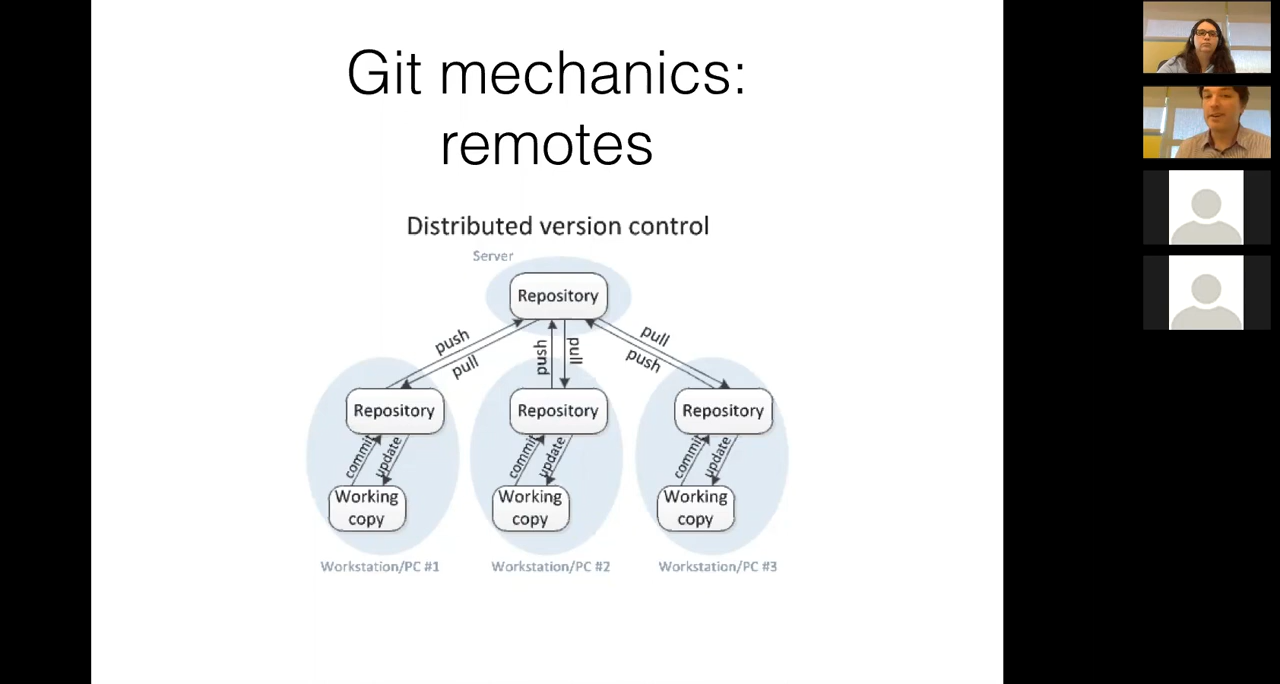 Git mechanics:
remotes
Distributed version control
Server
Repository
push
pull
push
pull
pull
push
Repository
Repository
Repository
commit
update
commit
update
commit
update
Working
copy
Working
copy
Working
copy
Workstation/PC #1
Workstation/PC #2
Workstation/PC #3